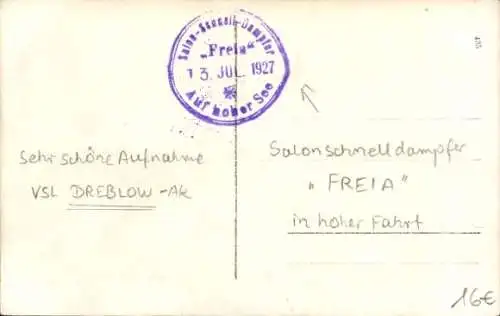 Salon-Schnell-Dampfer
„Freia"
13. JUL. 1927
Auf hoher See
Sehr schöne Aufnahme
VSL DREBLOW-AK
Salonschnelldampfer
„FREIA"
in hoher Fahrt
16€